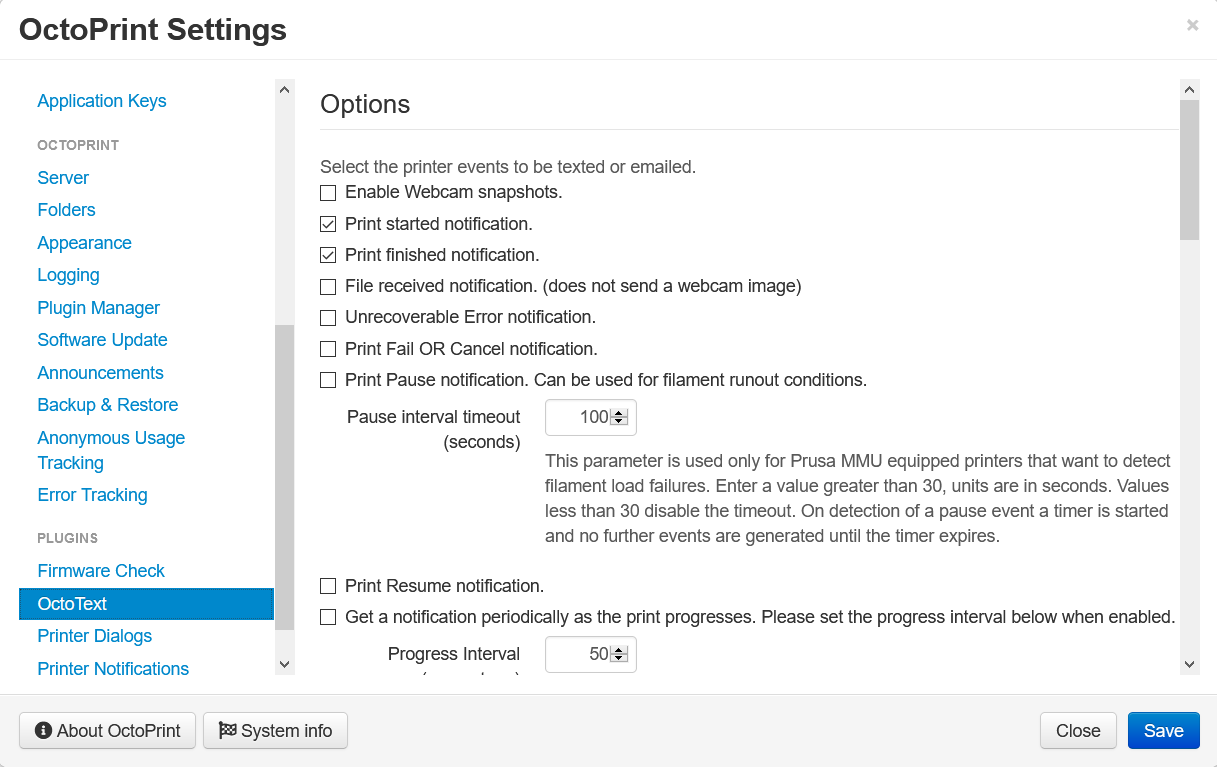 OctoPrint Settings
×
Application Keys
OCTOPRINT
Server
Folders
Appearance
Logging
Plugin Manager
Software Update
Announcements
Backup & Restore
Anonymous Usage
Tracking
Error Tracking
PLUGINS
Firmware Check
OctoText
Printer Dialogs
Printer Notifications
Options
Select the printer events to be texted or emailed.
Enable Webcam snapshots.
Print started notification.
Print finished notification.
File received notification. (does not send a webcam image)
Unrecoverable Error notification.
Print Fail OR Cancel notification.
Print Pause notification. Can be used for filament runout conditions.
Pause interval timeout
(seconds)
100
This parameter is used only for Prusa MMU equipped printers that want to detect
filament load failures. Enter a value greater than 30, units are in seconds. Values
less than 30 disable the timeout. On detection of a pause event a timer is started
and no further events are generated until the timer expires.
Print Resume notification.
Get a notification periodically as the print progresses. Please set the progress interval below when enabled.
Progress Interval
50
About OctoPrint
System info
Close
Save